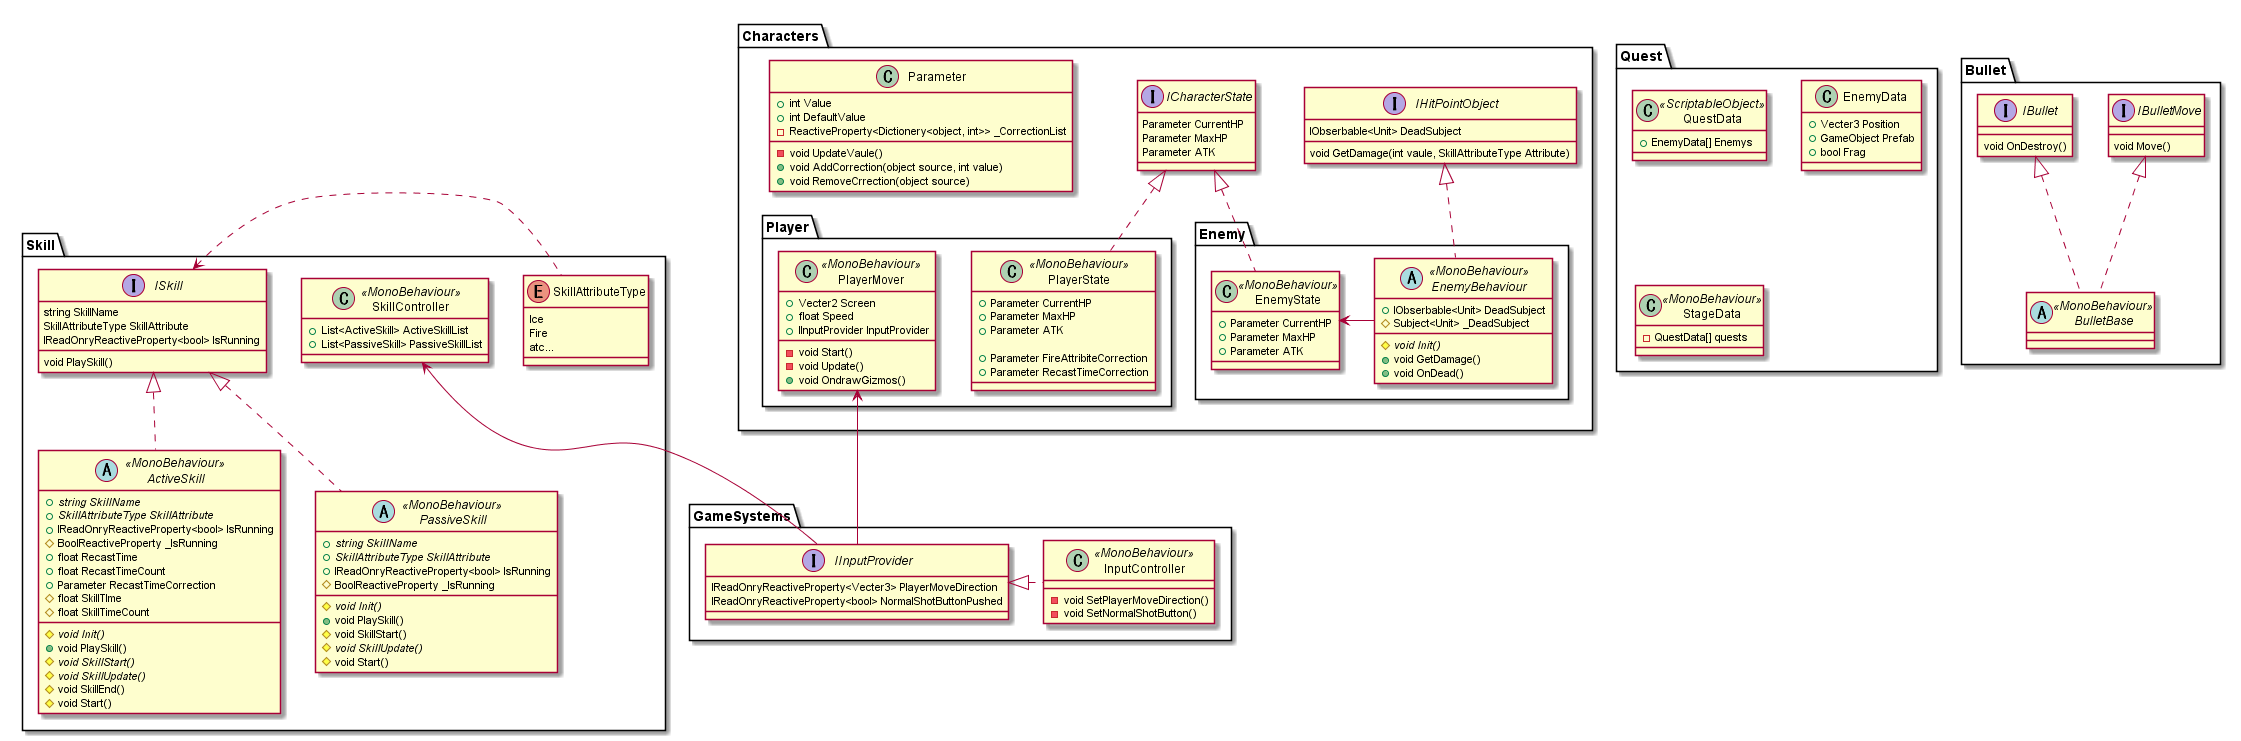 Characters
Parameter
int Value
int DefaultValue
ReactiveProperty<Dictionery<object, int>> _CorrectionList
void UpdateVaule()
void AddCorrection(object source, int value)
void RemoveCrrection(object source)
ICharacterState
Parameter CurrentHP
Parameter MaxHP
Parameter ATK
IHitPointObject
IObserbable<Unit> DeadSubject
void GetDamage(int vaule, SkillAttributeType Attribute)
Player
«MonoBehaviour»
PlayerMover
Vecter2 Screen
float Speed
IInputProvider InputProvider
void Start()
void Update()
void OndrawGizmos()
«MonoBehaviour»
PlayerState
Parameter CurrentHP
Parameter MaxHP
Parameter ATK
Parameter FireAttribiteCorrection
Parameter RecastTimeCorrection
Enemy
«MonoBehaviour»
EnemyState
Parameter CurrentHP
Parameter MaxHP
Parameter ATK
«MonoBehaviour»
EnemyBehaviour
IObserbable<Unit> DeadSubject
Subject<Unit> _DeadSubject
void Init()
void GetDamage()
void OnDead()
Quest
«ScriptableObject»
QuestData
EnemyData[] Enemys
EnemyData
Vecter3 Position
GameObject Prefab
bool Frag
«MonoBehaviour»
StageData
QuestData[] quests
Bullet
IBullet
void OnDestroy()
IBulletMove
void Move()
«MonoBehaviour»
BulletBase
Skill
ISkill
string SkillName
SkillAttributeType SkillAttribute
IReadOnryReactiveProperty<bool> IsRunning
void PlaySkill()
«MonoBehaviour»
SkillController
List<ActiveSkill> ActiveSkillList
List<PassiveSkill> PassiveSkillList
SkillAttributeType
Ice
Fire
atc...
«MonoBehaviour»
ActiveSkill
string SkillName
SkillAttributeType SkillAttribute
IReadOnryReactiveProperty<bool> IsRunning
BoolReactiveProperty _IsRunning
float RecastTime
float RecastTimeCount
Parameter RecastTimeCorrection
float SkillTIme
float SkillTimeCount
void Init()
void PlaySkill()
void SkillStart()
void SkillUpdate()
void SkillEnd()
void Start()
«MonoBehaviour»
PassiveSkill
string SkillName
SkillAttributeType SkillAttribute
IReadOnryReactiveProperty<bool> IsRunning
BoolReactiveProperty _IsRunning
void Init()
void PlaySkill()
void SkillStart()
void SkillUpdate()
void Start()
GameSystems
IInputProvider
IReadOnryReactiveProperty<Vecter3> PlayerMoveDirection
IReadOnryReactiveProperty<bool> NormalShotButtonPushed
«MonoBehaviour»
InputController
void SetPlayerMoveDirection()
void SetNormalShotButton()